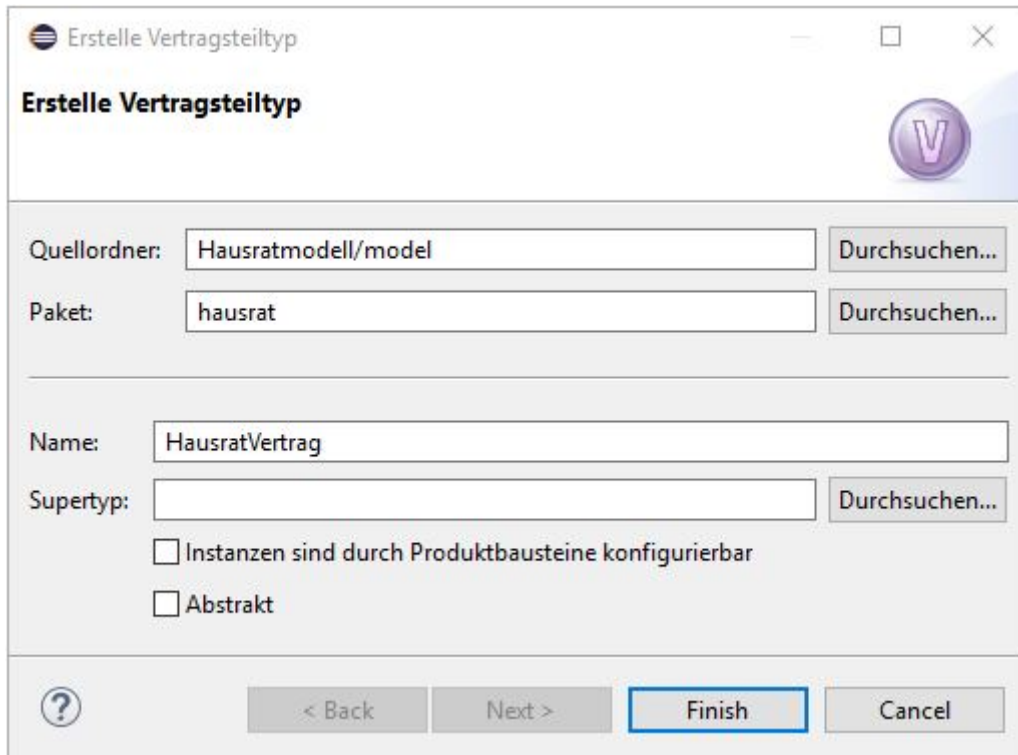 Erstelle Vertragsteiltyp
Erstelle Vertragsteiltyp
V
Quellordner: Hausratmodell/model Durchsuchen...
Paket: hausrat Durchsuchen...
Name: HausratVertrag
Supertyp: Durchsuchen...
Instanzen sind durch Produktbausteine konfigurierbar
Abstrakt
? < Back Next > Finish Cancel